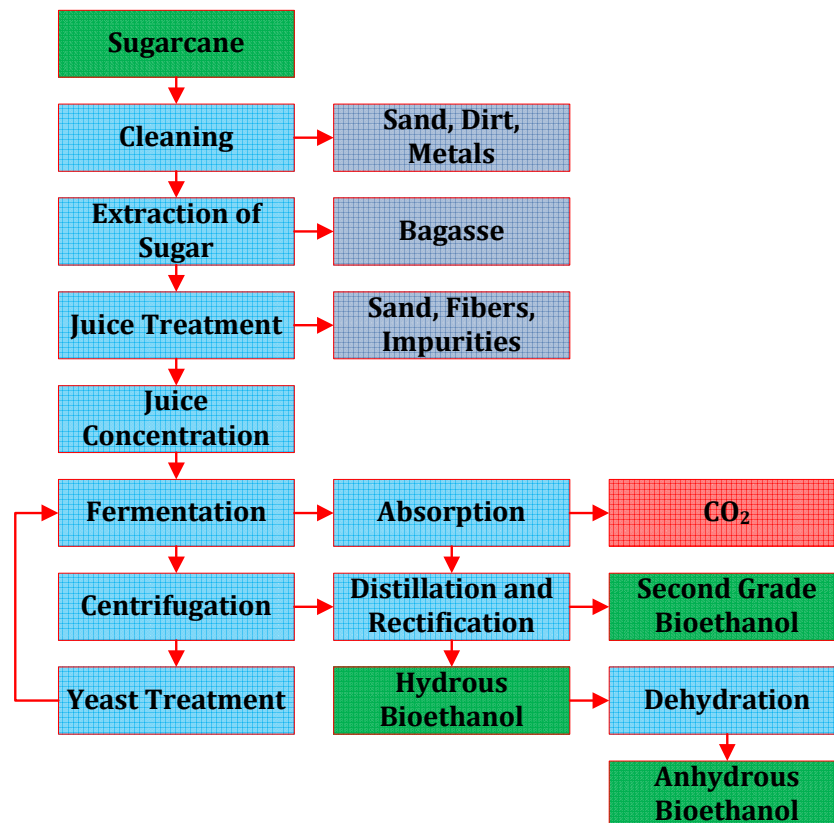 Sugarcane
Cleaning
Sand, Dirt,
Metals
Extraction of
Sugar
Bagasse
Juice Treatment
Sand, Fibers,
Impurities
Juice
Concentration
Fermentation
Absorption
CO₂
Centrifugation
Distillation and
Rectification
Second Grade
Bioethanol
Yeast Treatment
Hydrous
Bioethanol
Dehydration
Anhydrous
Bioethanol